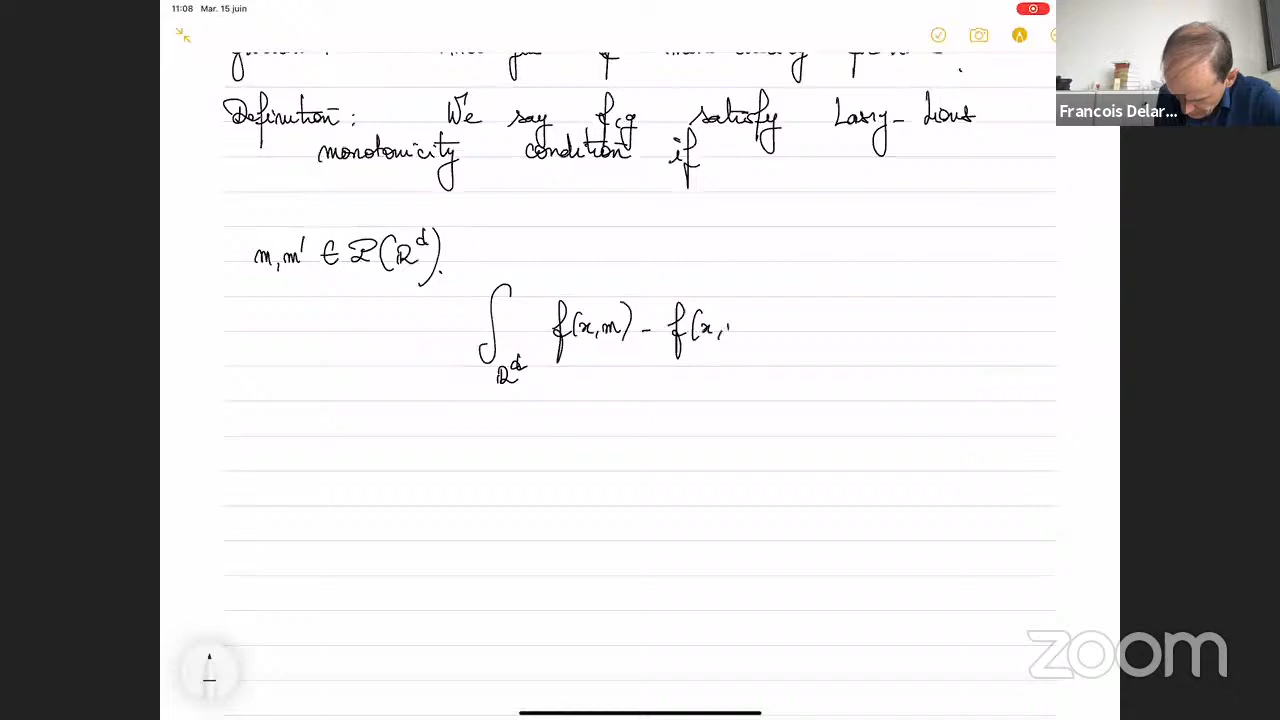 11:08 Mar. 15 juin
Definition: We say f,g satisfy Lasry-Lions
monotonicity condition if
m, m' ∈ P(ℝ^d).
∫_{ℝ^d} f(x,m) - f(x,
Francois Delar...
zoom